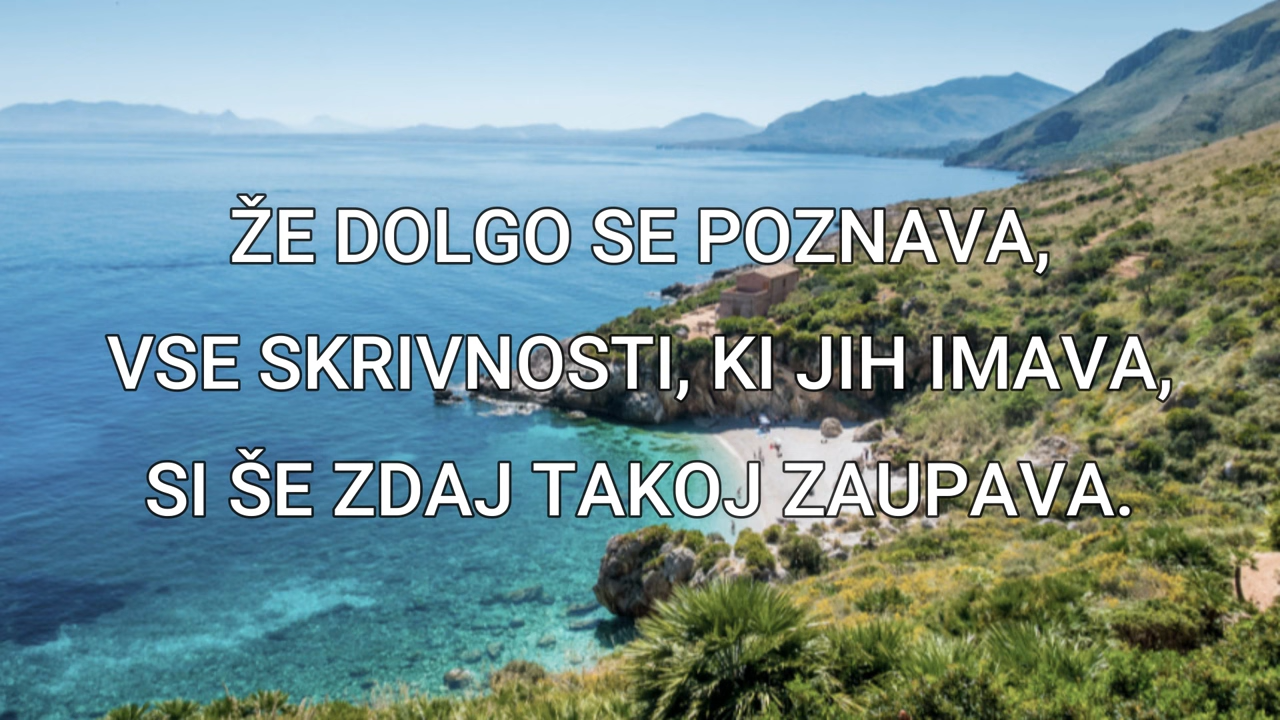 ŽE DOLGO SE POZNAVA,
VSE SKRIVNOSTI, KI JIH IMAVA,
SI ŠE ZDAJ TAKOJ ZAUPAVA.